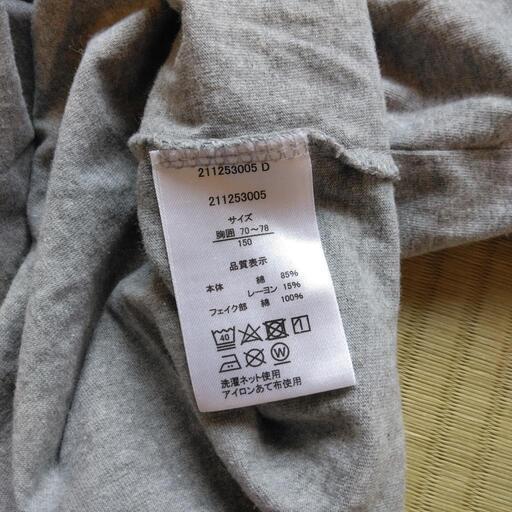 211253005 D
211253005
サイズ
胸囲 70～78
150
品質表示
本体 綿 85%
レーヨン 15%
フェイク部 綿 100%
40
W
洗濯ネット使用
アイロンあて布使用